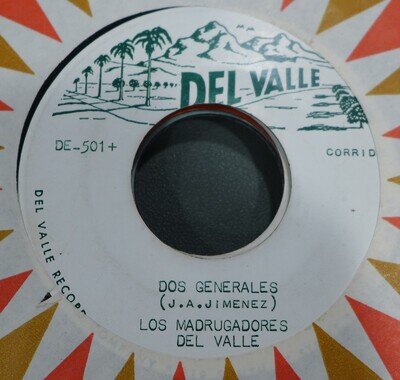 DEL VALLE
DE-501+
CORRID
DEL VALLE RECOR
DOS GENERALES
(J.A.JIMENEZ)
LOS MADRUGADORES
DEL VALLE